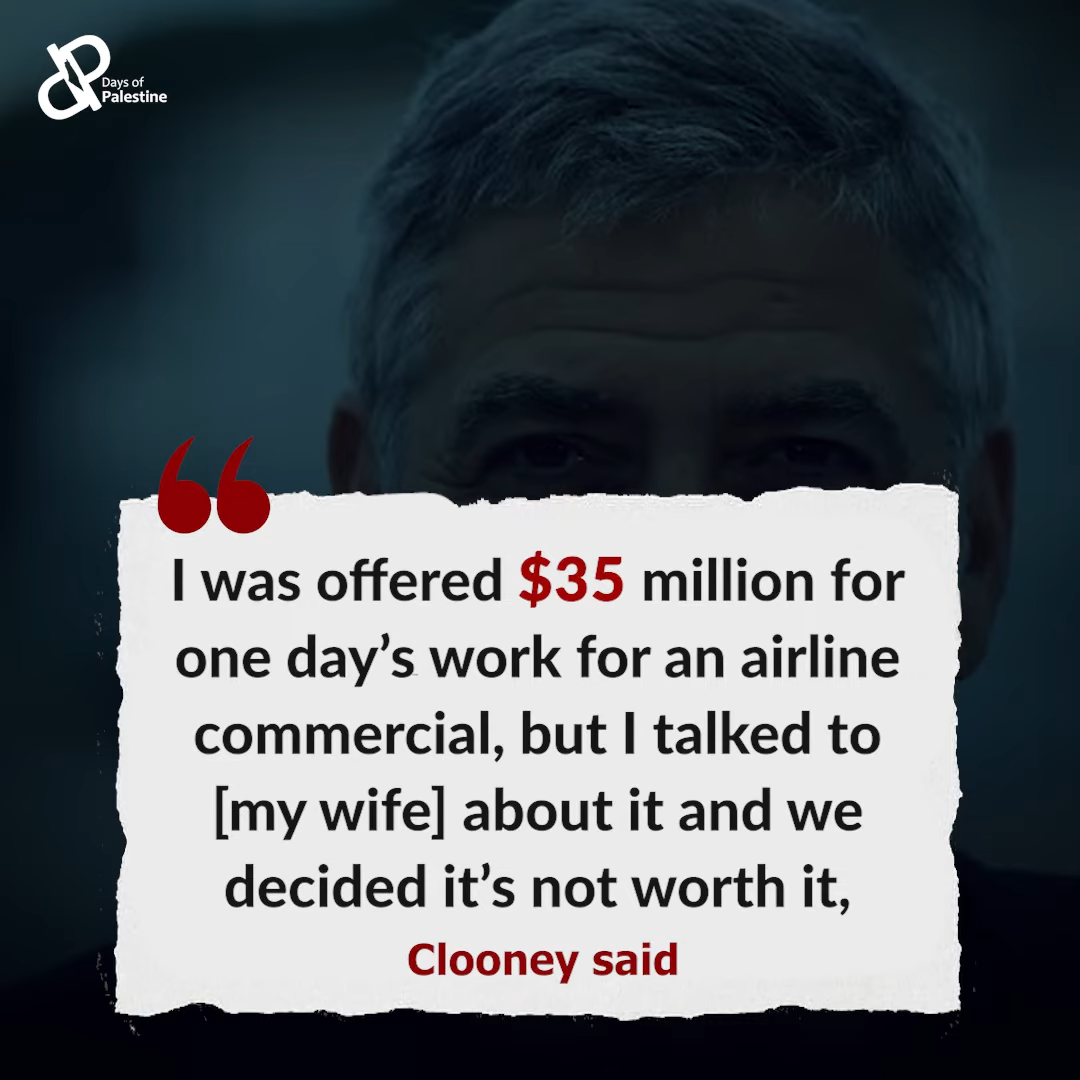 Days of
Palestine
“
I was offered $35 million for
one day’s work for an airline
commercial, but I talked to
[my wife] about it and we
decided it’s not worth it,
Clooney said